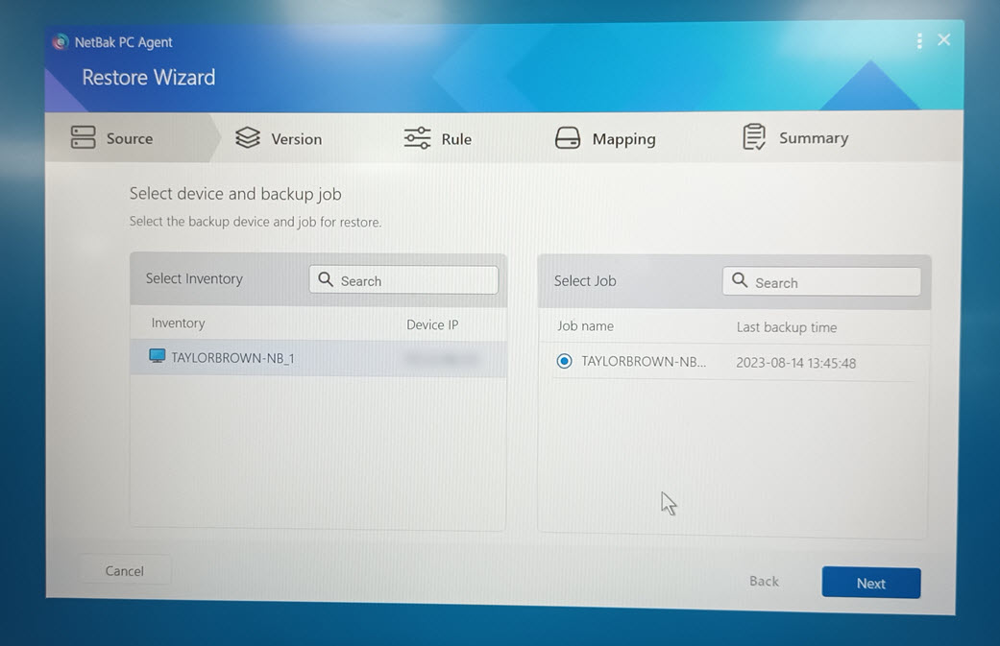 NetBak PC Agent
Restore Wizard
Source Version Rule Mapping Summary
Select device and backup job
Select the backup device and job for restore.
Select Inventory Search
Inventory Device IP
TAYLORBROWN-NB_1
Select Job Search
Job name Last backup time
TAYLORBROWN-NB... 2023-08-14 13:45:48
Cancel Back Next